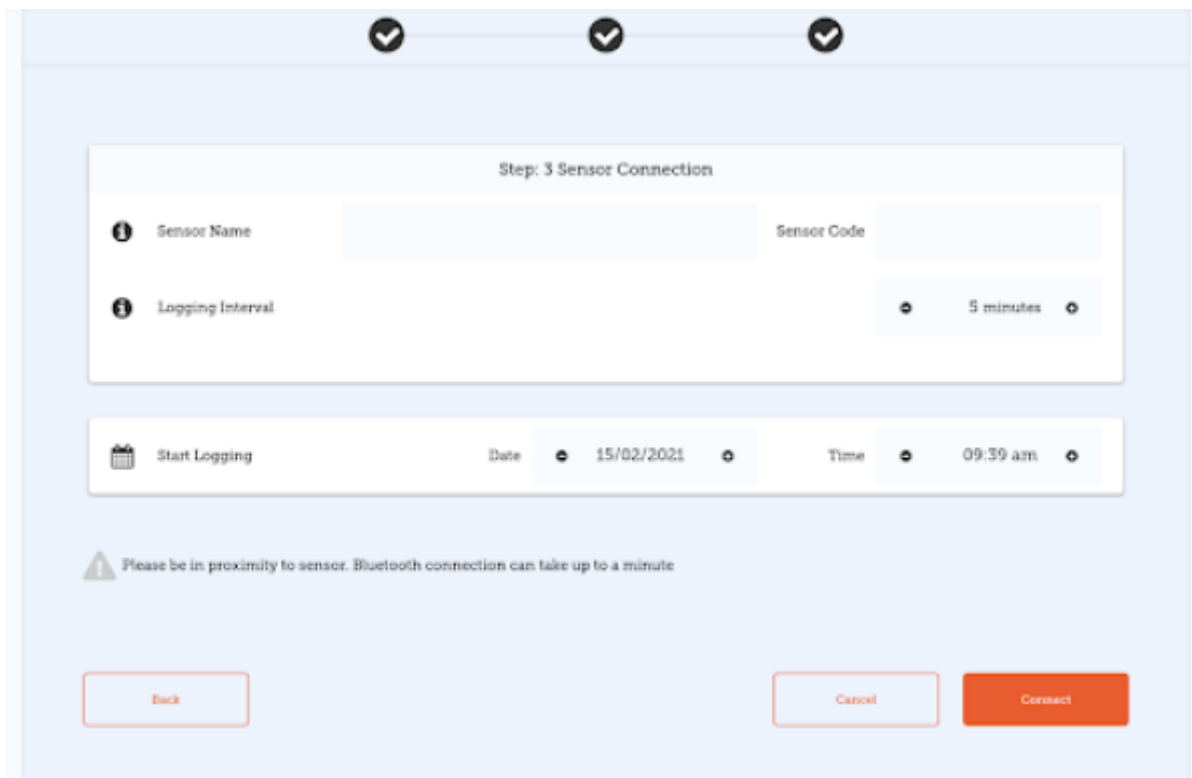 Step: 3 Sensor Connection
Sensor Name Sensor Code
Logging Interval 5 minutes
Start Logging Date 15/02/2021 Time 09:39 am
Please be in proximity to sensor. Bluetooth connection can take up to a minute
Back Cancel Connect